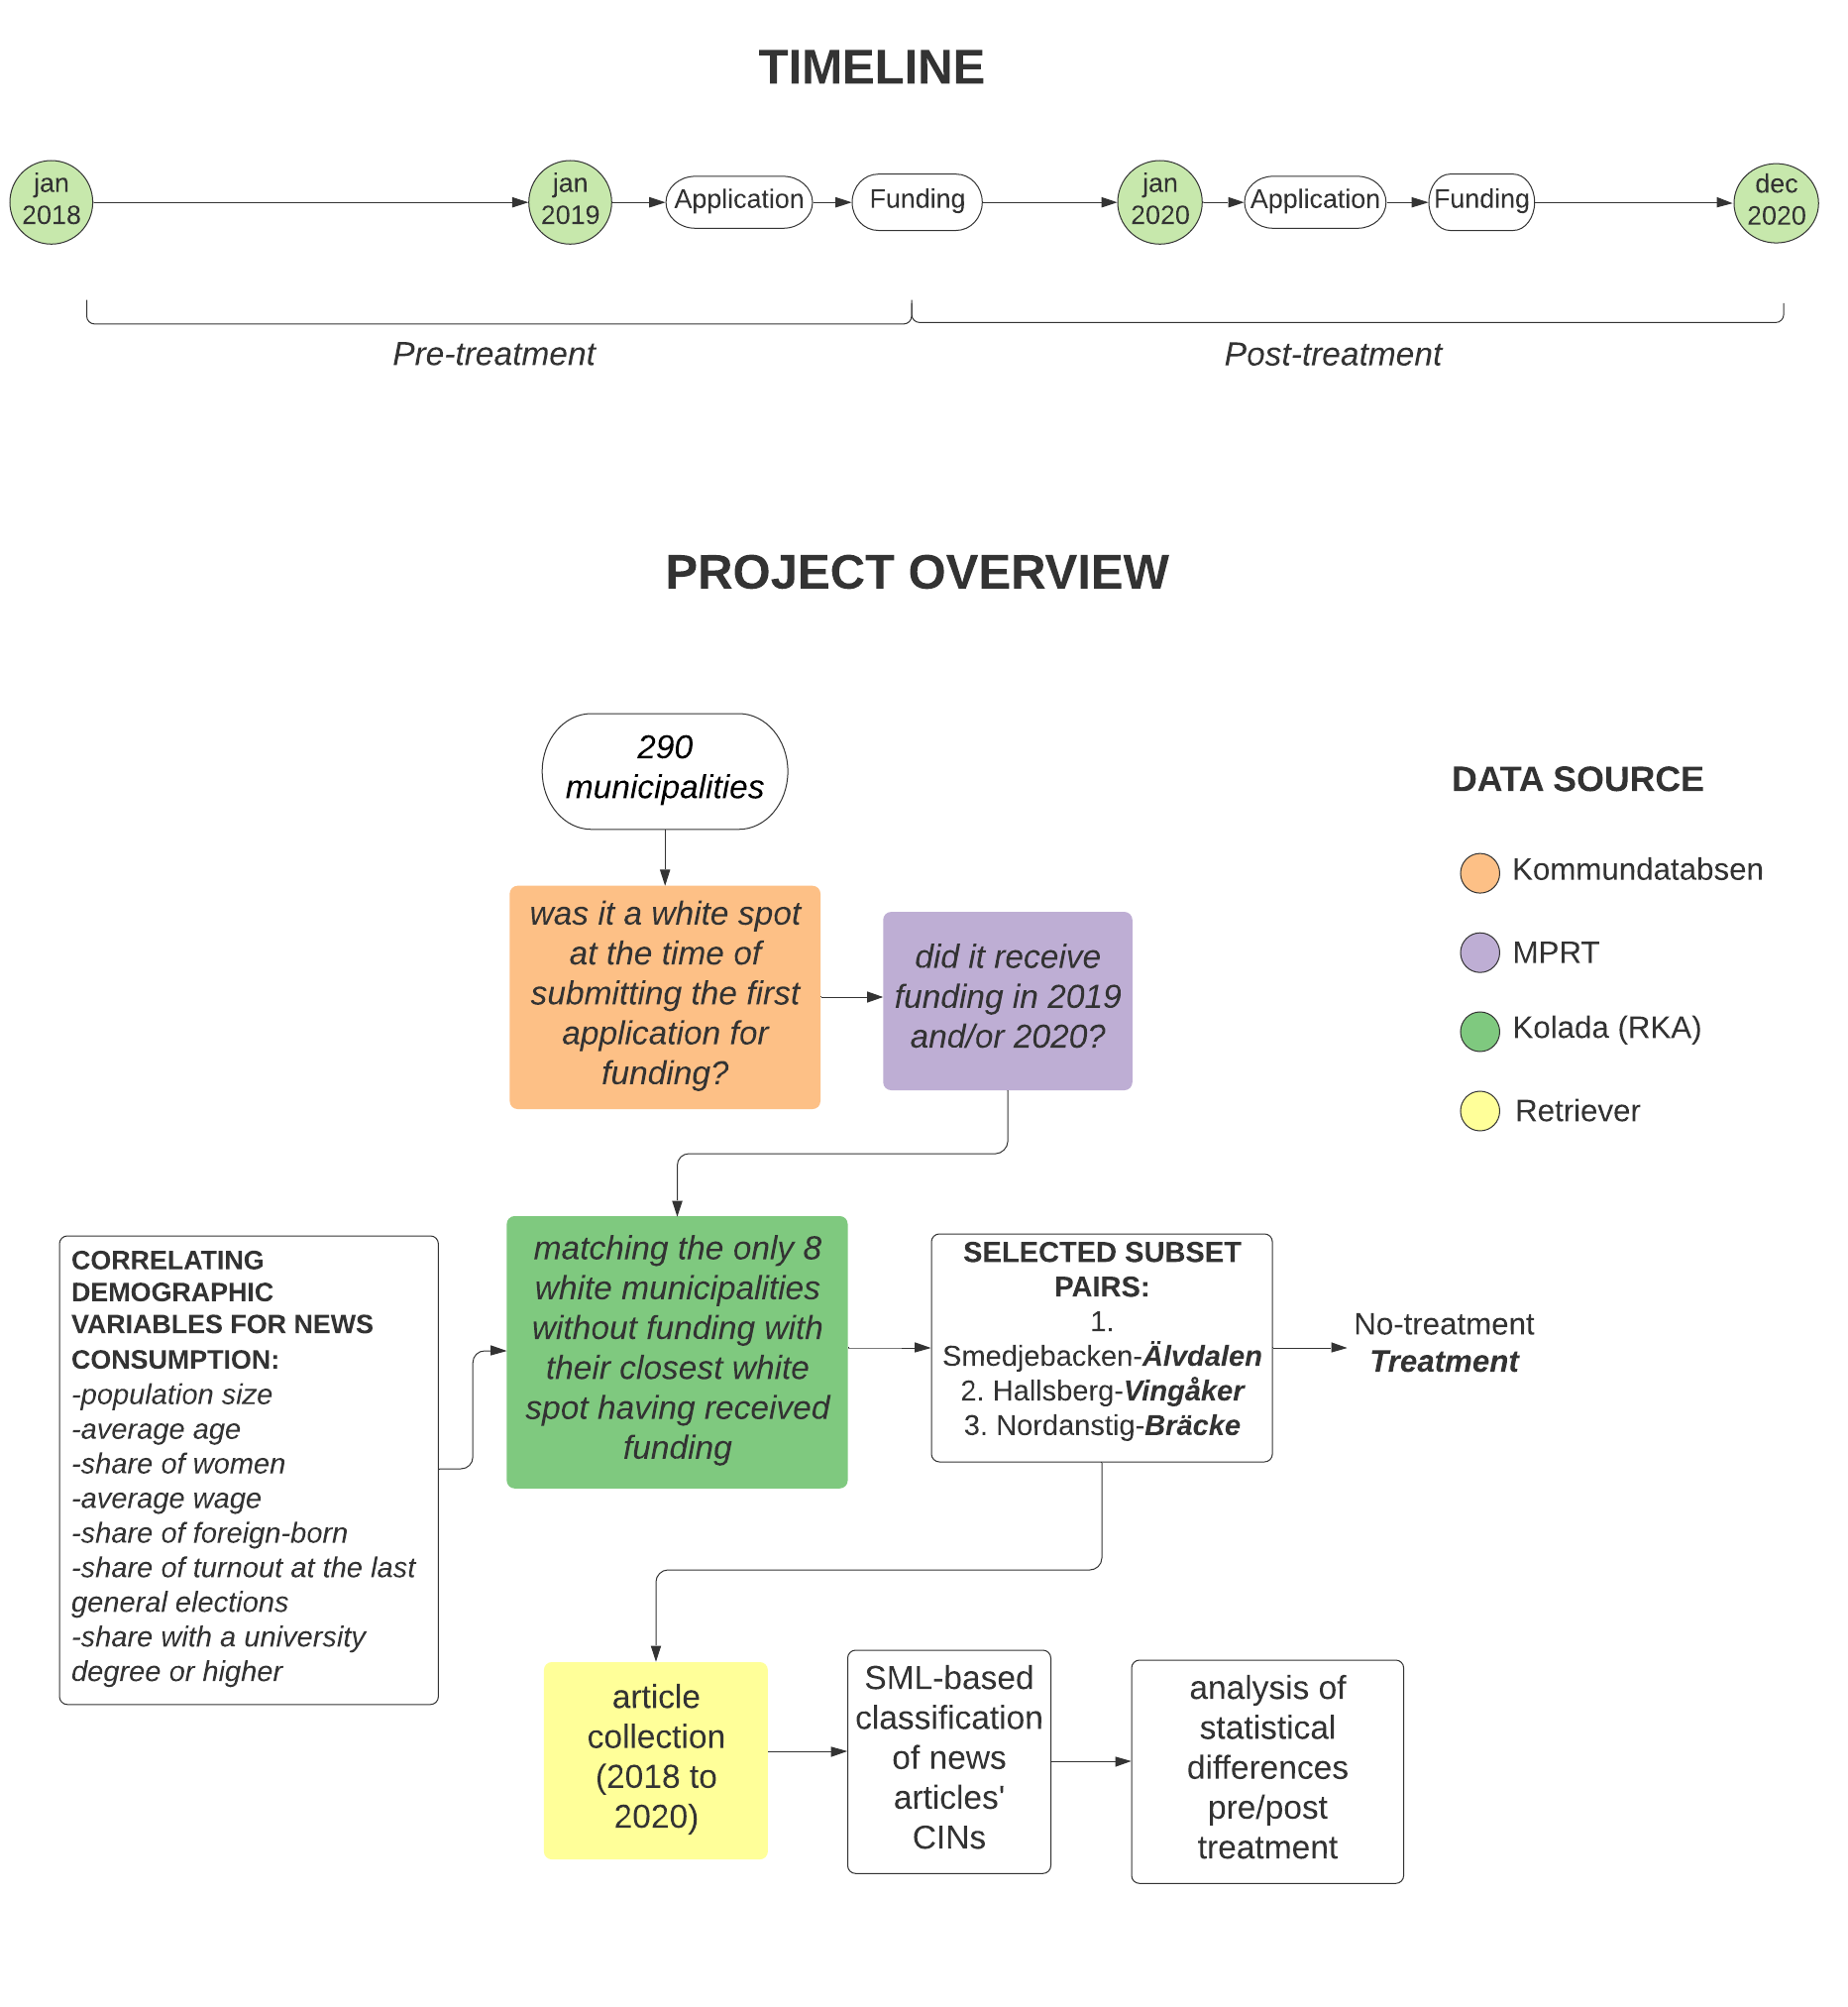 TIMELINE
jan
2018
jan
2019
Application
Funding
jan
2020
Application
Funding
dec
2020
Pre-treatment
Post-treatment
PROJECT OVERVIEW
290
municipalities
DATA SOURCE
Kommundatabsen
MPRT
Kolada (RKA)
Retriever
was it a white spot
at the time of
submitting the first
application for
funding?
did it receive
funding in 2019
and/or 2020?
CORRELATING
DEMOGRAPHIC
VARIABLES FOR NEWS
CONSUMPTION:
-population size
-average age
-share of women
-average wage
-share of foreign-born
-share of turnout at the last
general elections
-share with a university
degree or higher
matching the only 8
white municipalities
without funding with
their closest white
spot having received
funding
SELECTED SUBSET
PAIRS:
1.
Smedjebacken-Älvdalen
2. Hallsberg-Vingåker
3. Nordanstig-Bräcke
No-treatment
Treatment
article
collection
(2018 to
2020)
SML-based
classification
of news
articles'
CINs
analysis of
statistical
differences
pre/post
treatment